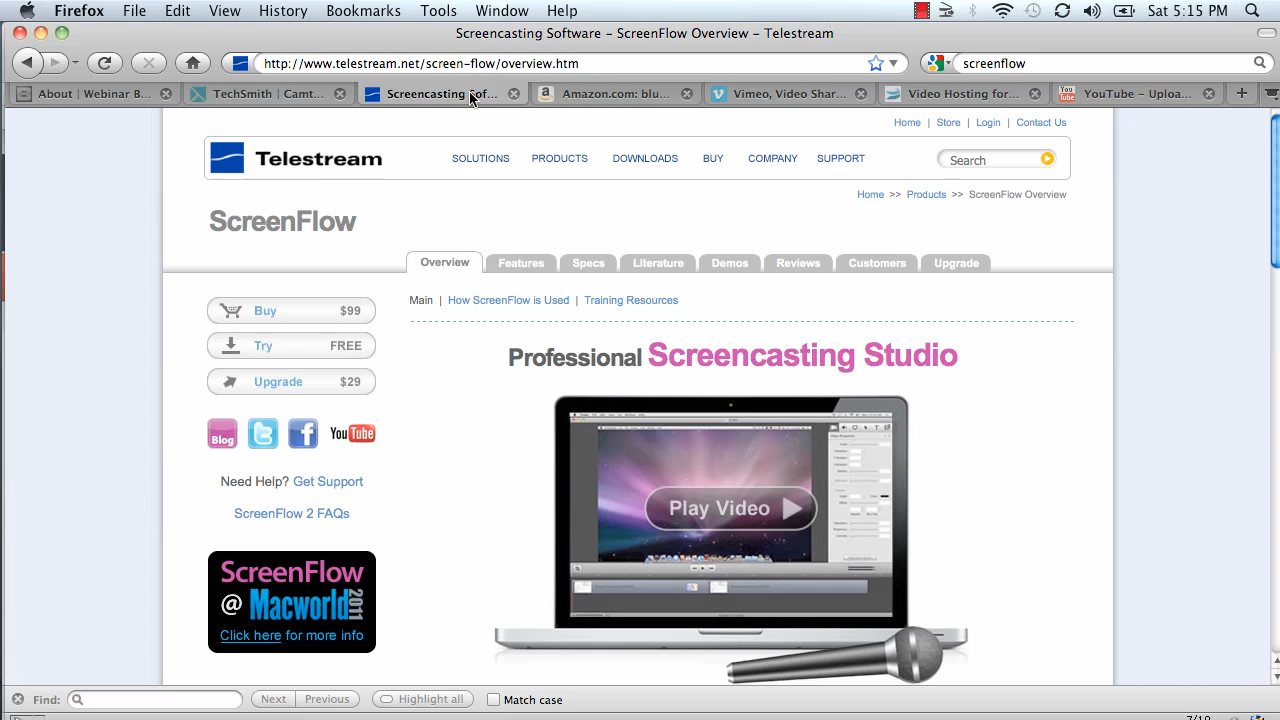 Firefox File Edit View History Bookmarks Tools Window Help Sat 5:15 PM
Screencasting Software – ScreenFlow Overview – Telestream
http://www.telestream.net/screen-flow/overview.htm screenflow
About | Webinar B... TechSmith | Camt... Screencasting Sof... Amazon.com: blu... Vimeo, Video Shar... Video Hosting for... YouTube – Uploa...
Home | Store | Login | Contact Us
Telestream SOLUTIONS PRODUCTS DOWNLOADS BUY COMPANY SUPPORT Search
Home >> Products >> ScreenFlow Overview
ScreenFlow
Overview Features Specs Literature Demos Reviews Customers Upgrade
Main | How ScreenFlow is Used | Training Resources
Buy $99
Try FREE
Upgrade $29
Professional Screencasting Studio
Blog YouTube
Need Help? Get Support
ScreenFlow 2 FAQs
Play Video
ScreenFlow
@ Macworld 2011
Click here for more info
Find: Next Previous Highlight all Match case